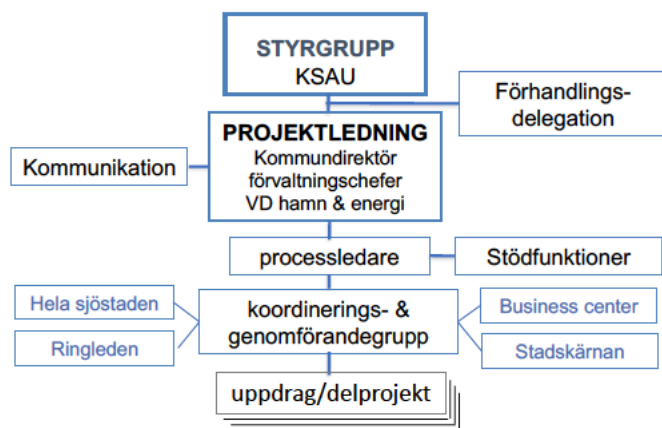 STYRGRUPP
KSAU
Förhandlings-
delegation
PROJEKTLEDNING
Kommundirektör
förvaltningschefer
VD hamn & energi
Kommunikation
processledare
Stödfunktioner
Hela sjöstaden
Ringleden
koordinerings- &
genomförandegrupp
Business center
Stadskärnan
uppdrag/delprojekt